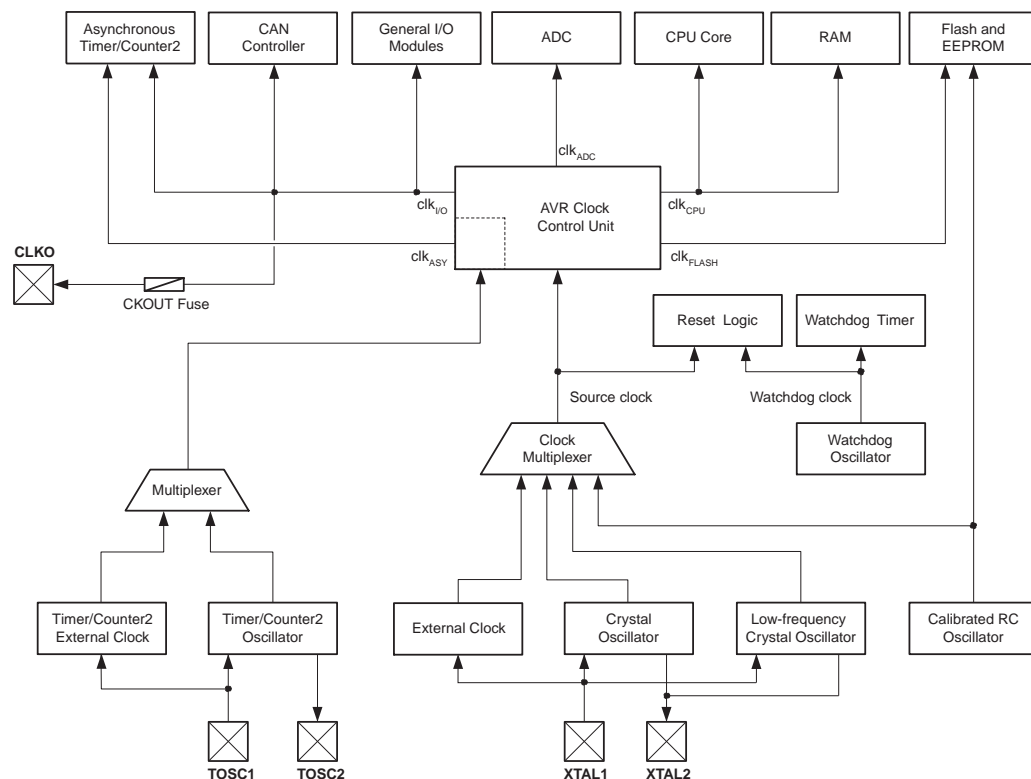 Asynchronous
Timer/Counter2
CAN
Controller
General I/O
Modules
ADC
CPU Core
RAM
Flash and
EEPROM
clkADC
clkI/O
AVR Clock
Control Unit
clkCPU
clkASY
clkFLASH
CLKO
CKOUT Fuse
Reset Logic
Watchdog Timer
Source clock
Watchdog clock
Clock
Multiplexer
Watchdog
Oscillator
Multiplexer
Timer/Counter2
External Clock
Timer/Counter2
Oscillator
External Clock
Crystal
Oscillator
Low-frequency
Crystal Oscillator
Calibrated RC
Oscillator
TOSC1
TOSC2
XTAL1
XTAL2